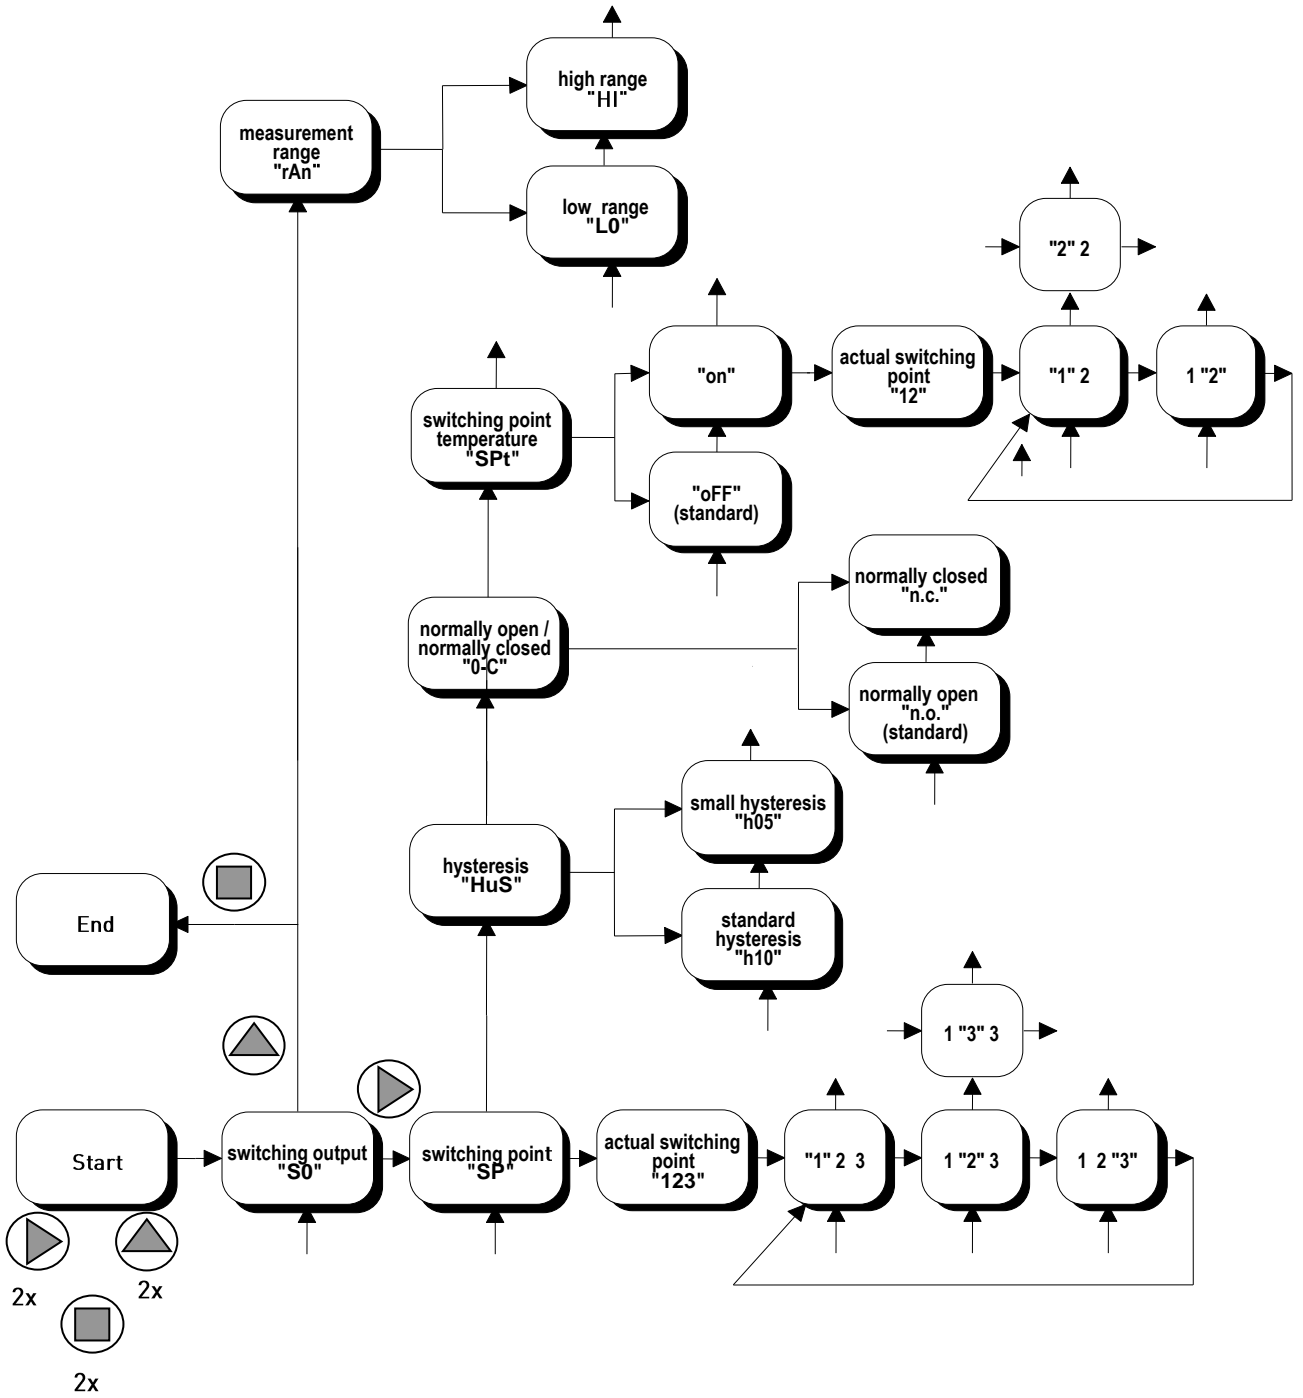 high range
"HI"
measurement
range
"rAn"
low range
"L0"
"2" 2
"on"
actual switching
point
"12"
"1" 2
1 "2"
switching point
temperature
"SPt"
"oFF"
(standard)
normally closed
"n.c."
normally open /
normally closed
"0-C"
normally open
"n.o."
(standard)
small hysteresis
"h05"
hysteresis
"HuS"
standard
hysteresis
"h10"
End
1 "3" 3
Start
switching output
"S0"
switching point
"SP"
actual switching
point
"123"
"1" 2 3
1 "2" 3
1 2 "3"
2x
2x
2x